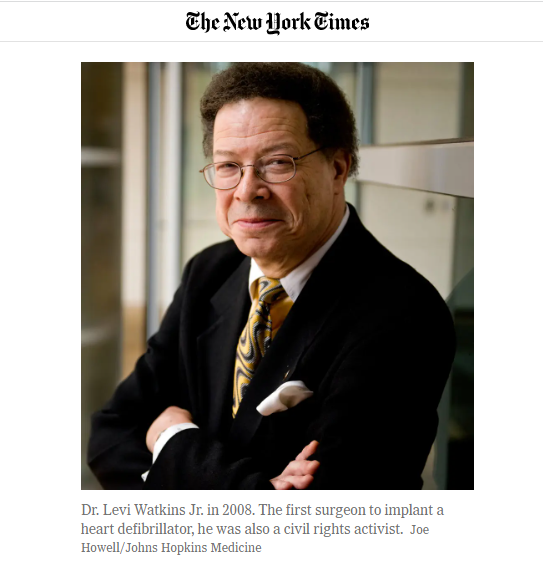 The New York Times
Dr. Levi Watkins Jr. in 2008. The first surgeon to implant a
heart defibrillator, he was also a civil rights activist. Joe
Howell/Johns Hopkins Medicine